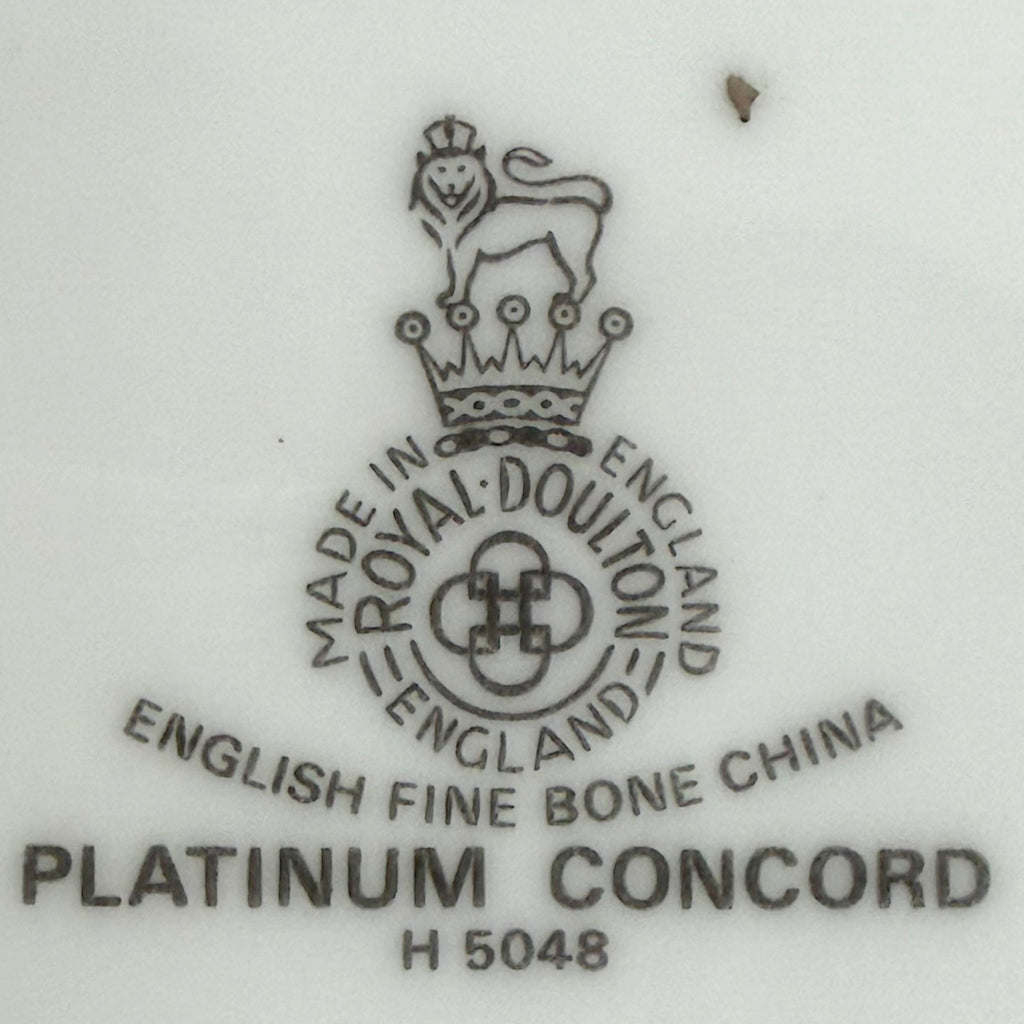 MADE IN ENGLAND
ROYAL·DOULTON
ENGLAND
ENGLISH FINE BONE CHINA
PLATINUM CONCORD
H 5048